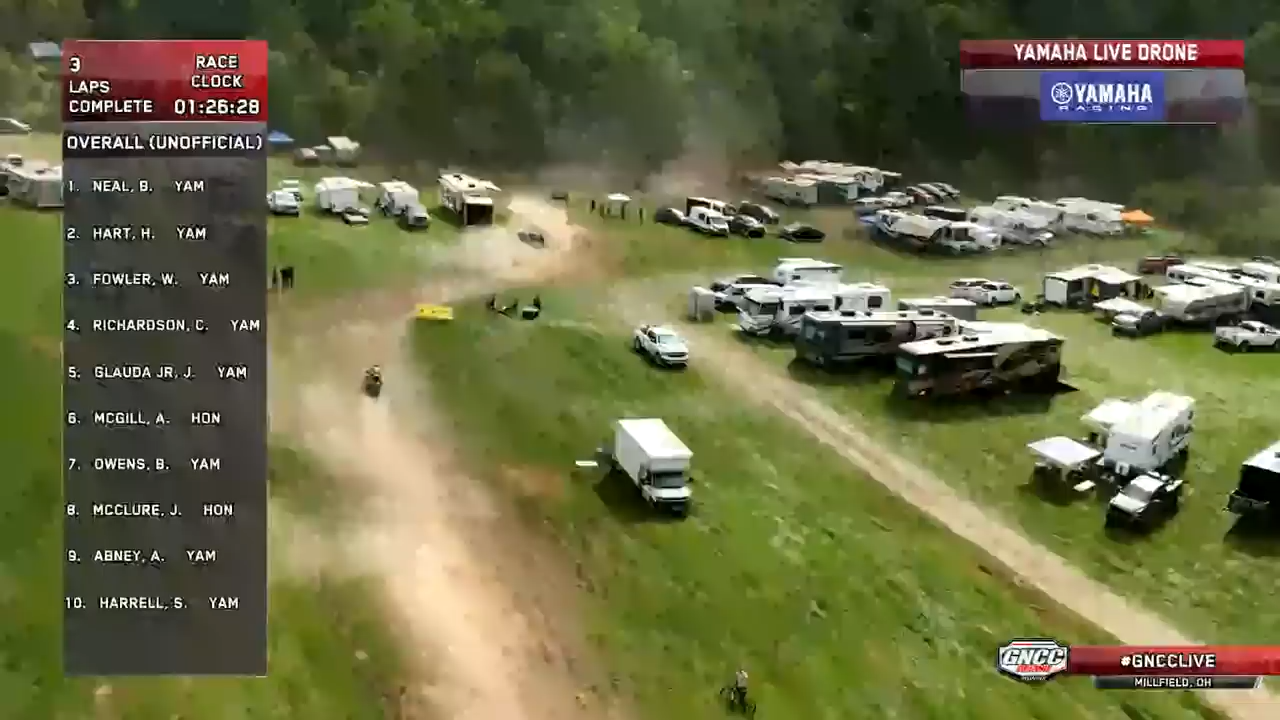 3
LAPS
COMPLETE
RACE
CLOCK
01:26:28
OVERALL (UNOFFICIAL)
1. NEAL, B. YAM
2. HART, H. YAM
3. FOWLER, W. YAM
4. RICHARDSON, C. YAM
5. GLAUDA JR, J. YAM
6. MCGILL, A. HON
7. OWENS, B. YAM
8. MCCLURE, J. HON
9. ABNEY, A. YAM
10. HARRELL, S. YAM
YAMAHA LIVE DRONE
YAMAHA
RACING
GNCC
#GNCCLIVE
MILLFIELD, OH